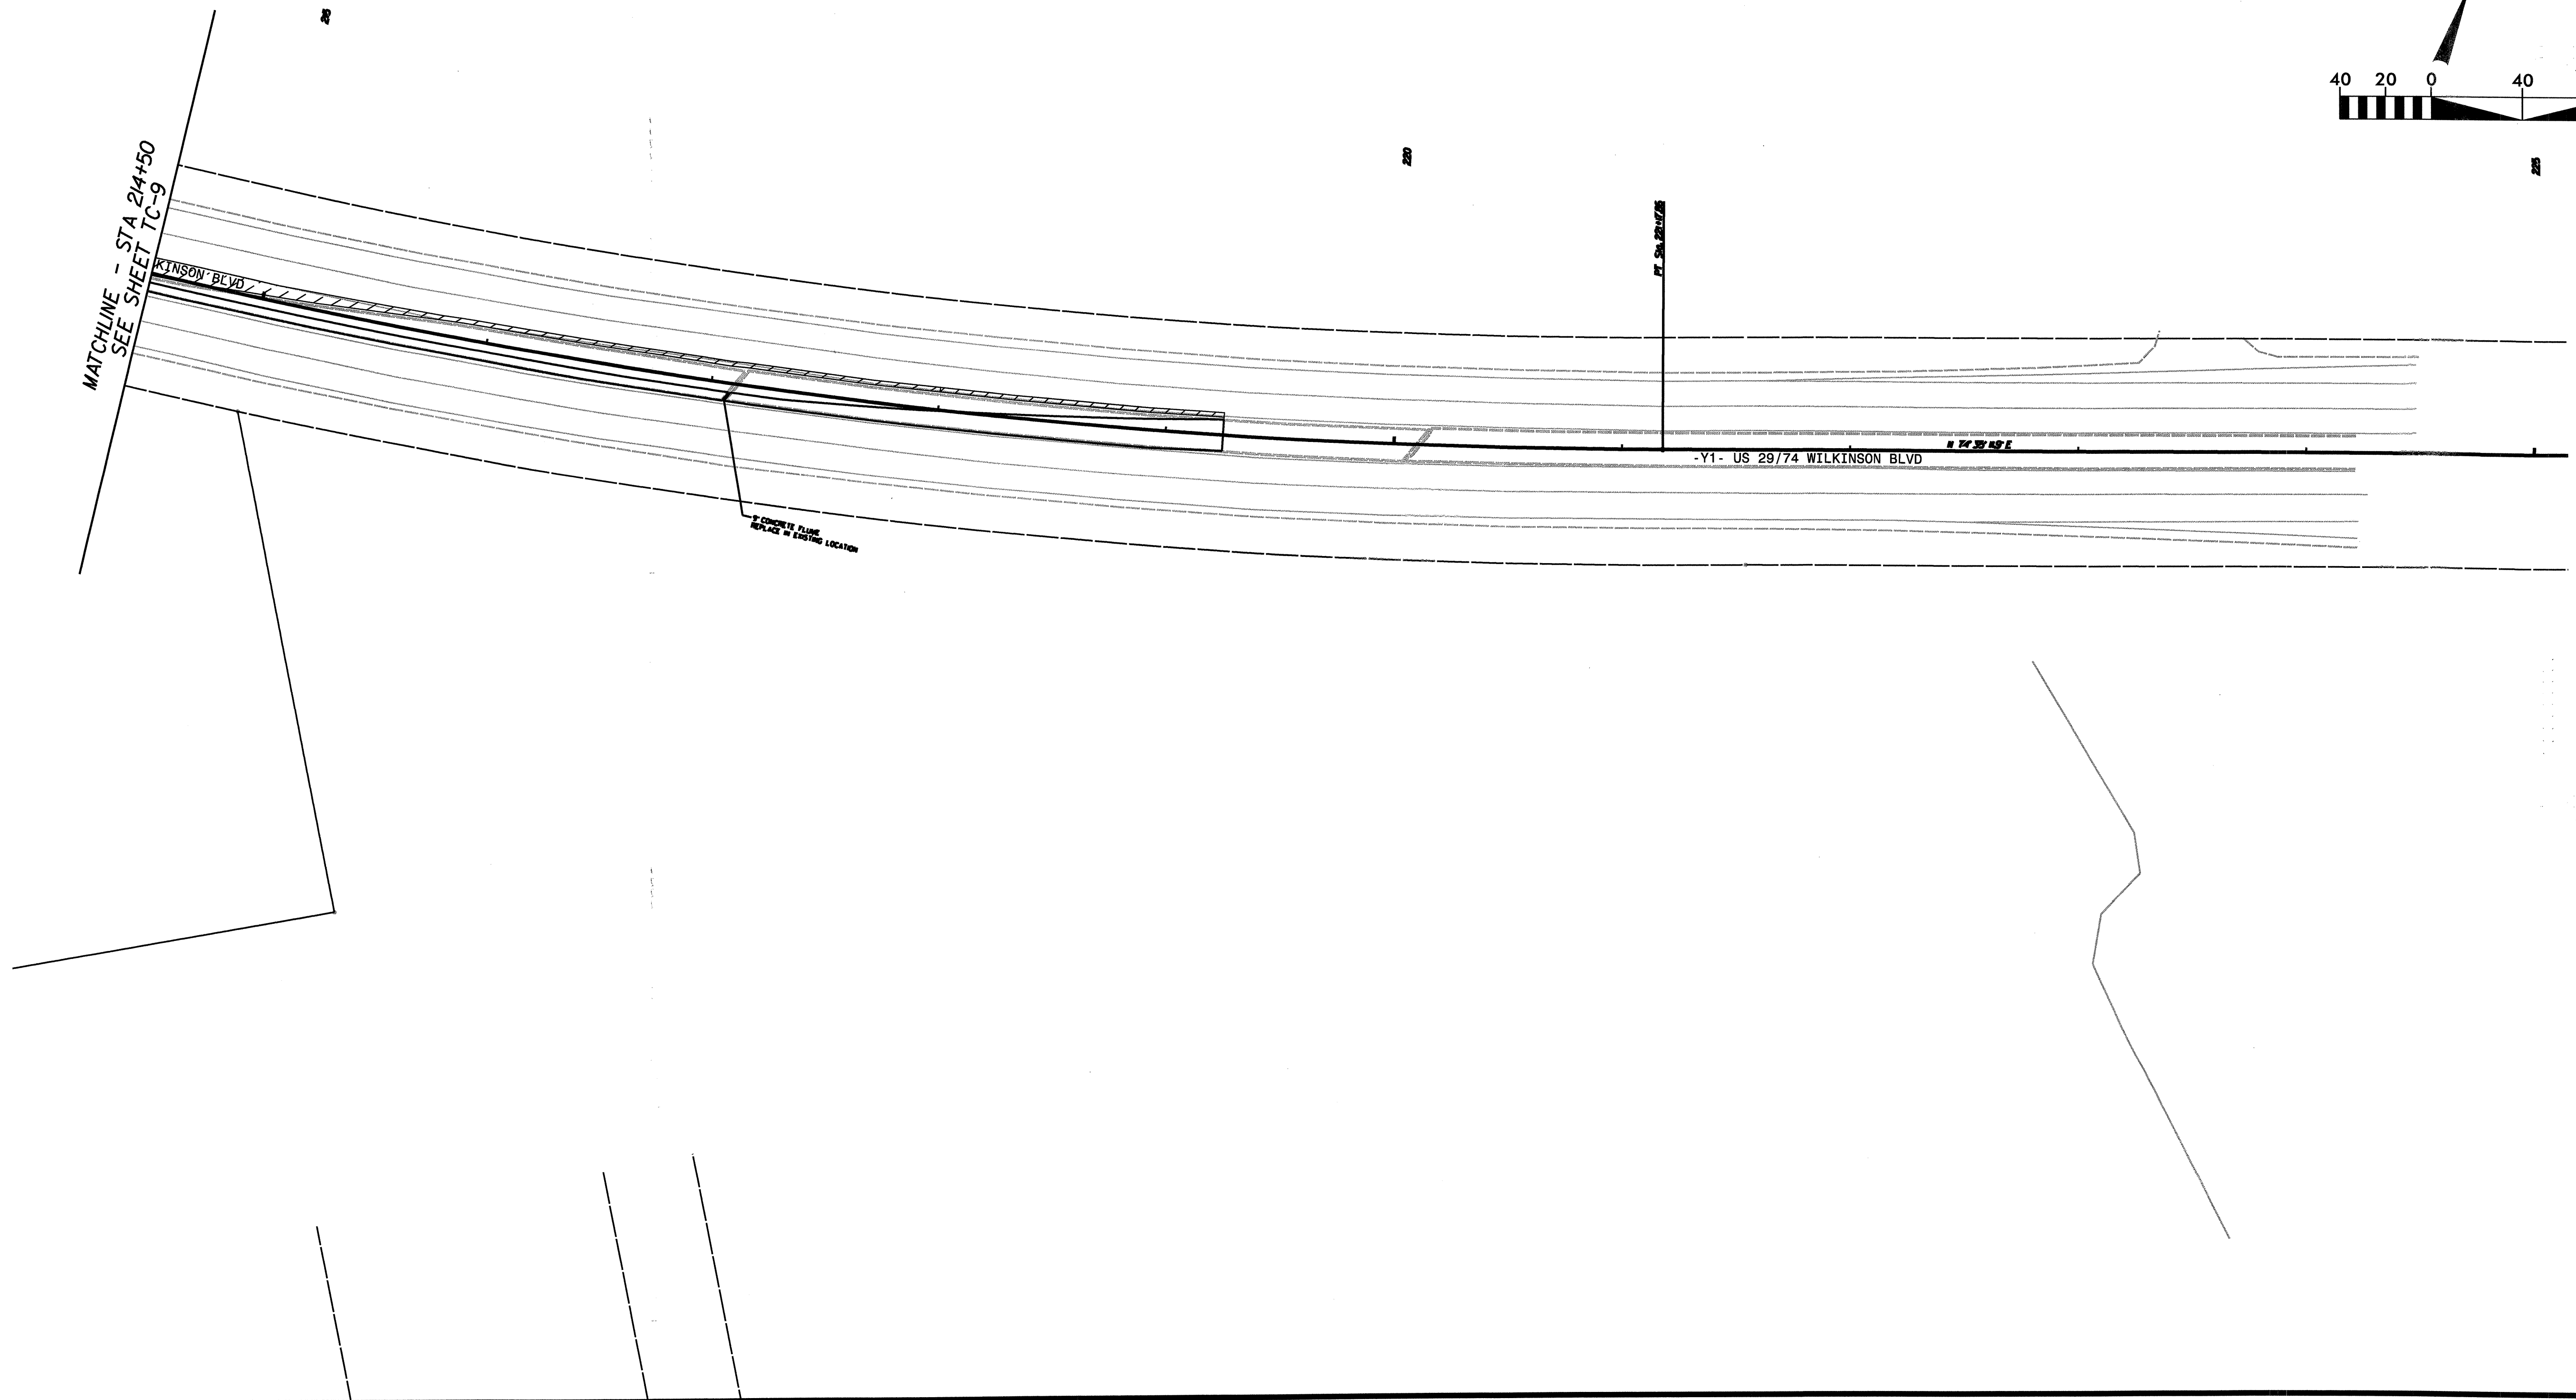 40 20 0 40
220
225
MATCHLINE - STA 214+50
SEE SHEET TC-9
KINSON BLVD
-Y1- US 29/74 WILKINSON BLVD
9" CONCRETE FLUME
REPLACE IN EXISTING LOCATION